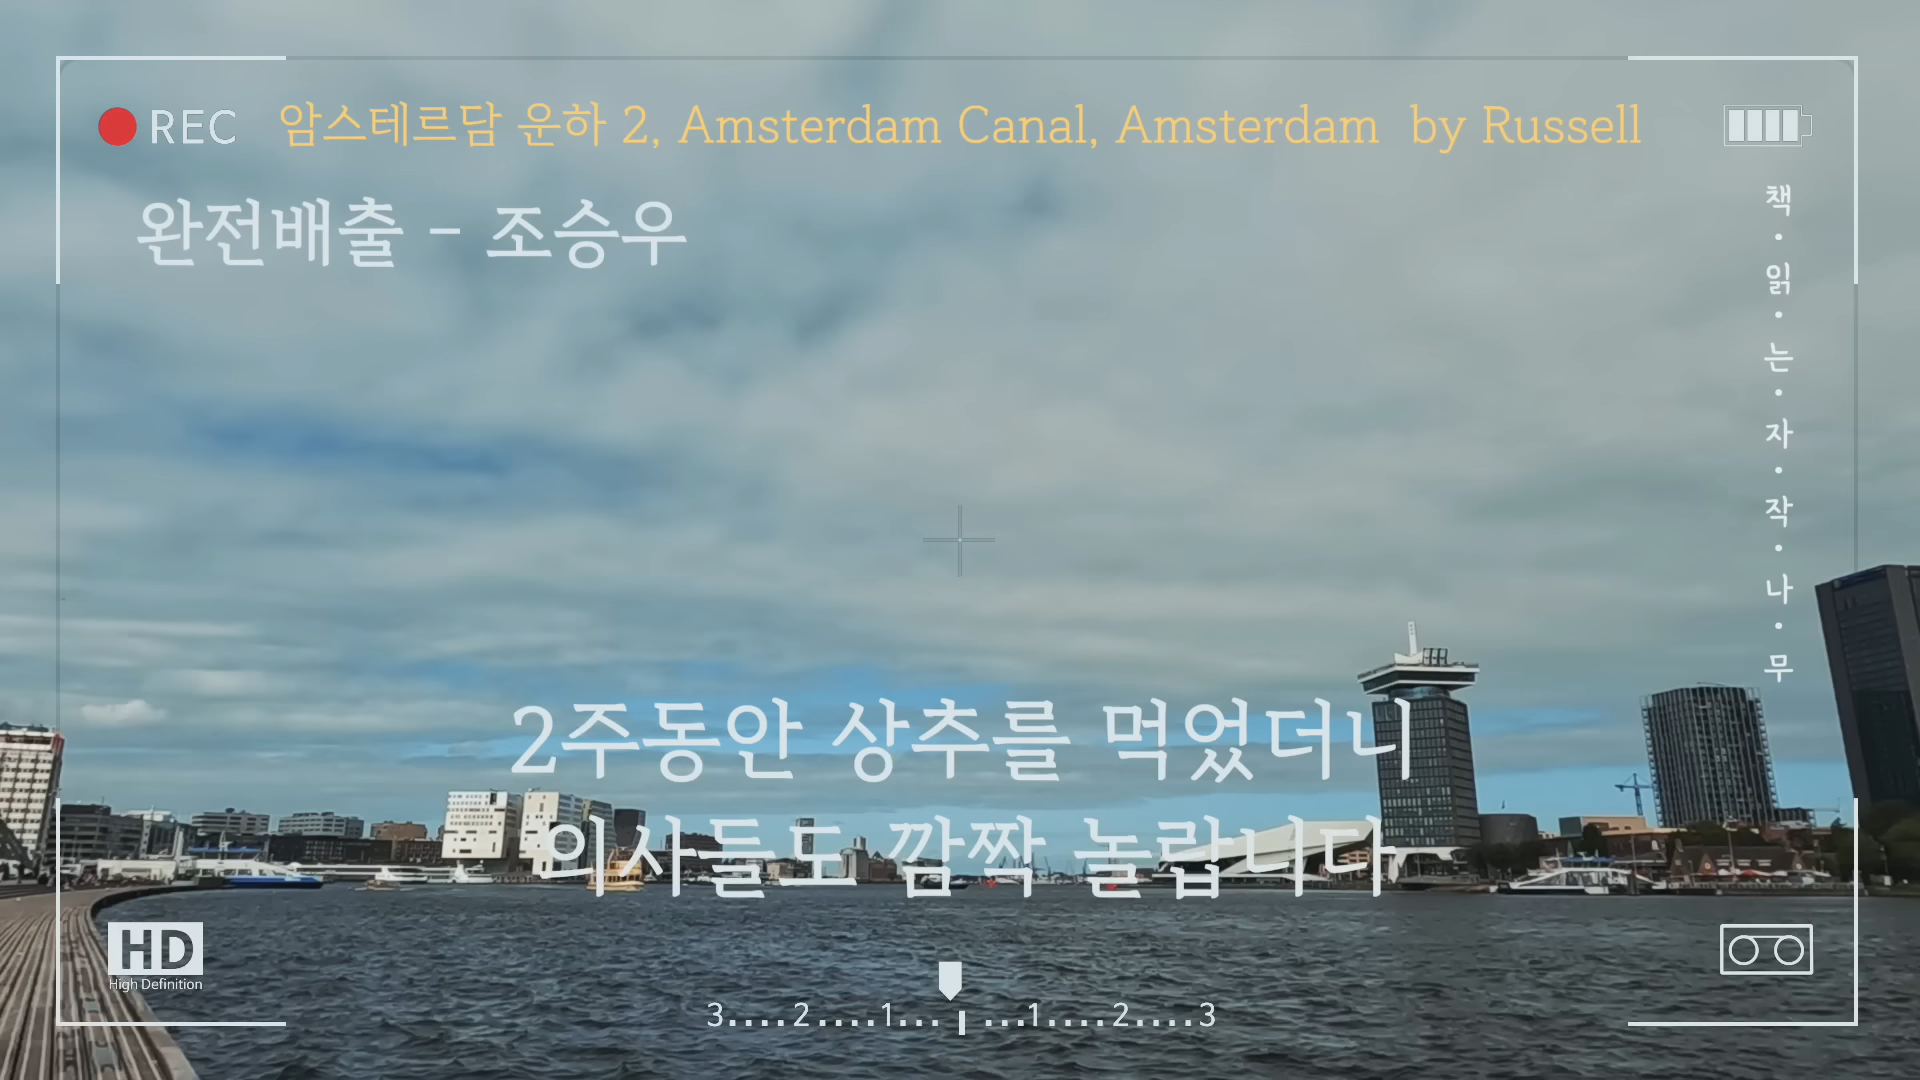 REC
암스테르담 운하 2, Amsterdam Canal, Amsterdam by Russell
완전배출 - 조승우
책·읽·는·자·작·나·무
2주동안 상추를 먹었더니
의사들도 깜짝 놀랍니다
HD
High Definition
3....2....1... ...1....2....3